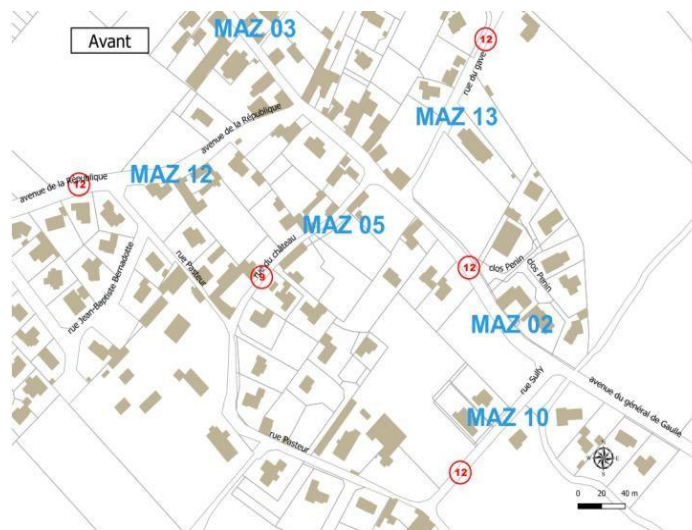 MAZ 03
Avant
12
rue du gave
avenue de la République
MAZ 13
MAZ 12
avenue de la République
12
MAZ 05
rue du château
9
rue Pasteur
12
clos Penin
clos Penin
rue Jean-Baptiste Bernadotte
MAZ 02
rue Sully
avenue du général de Gaulle
MAZ 10
rue Pasteur
12
N
W
E
S
0 20 40 m